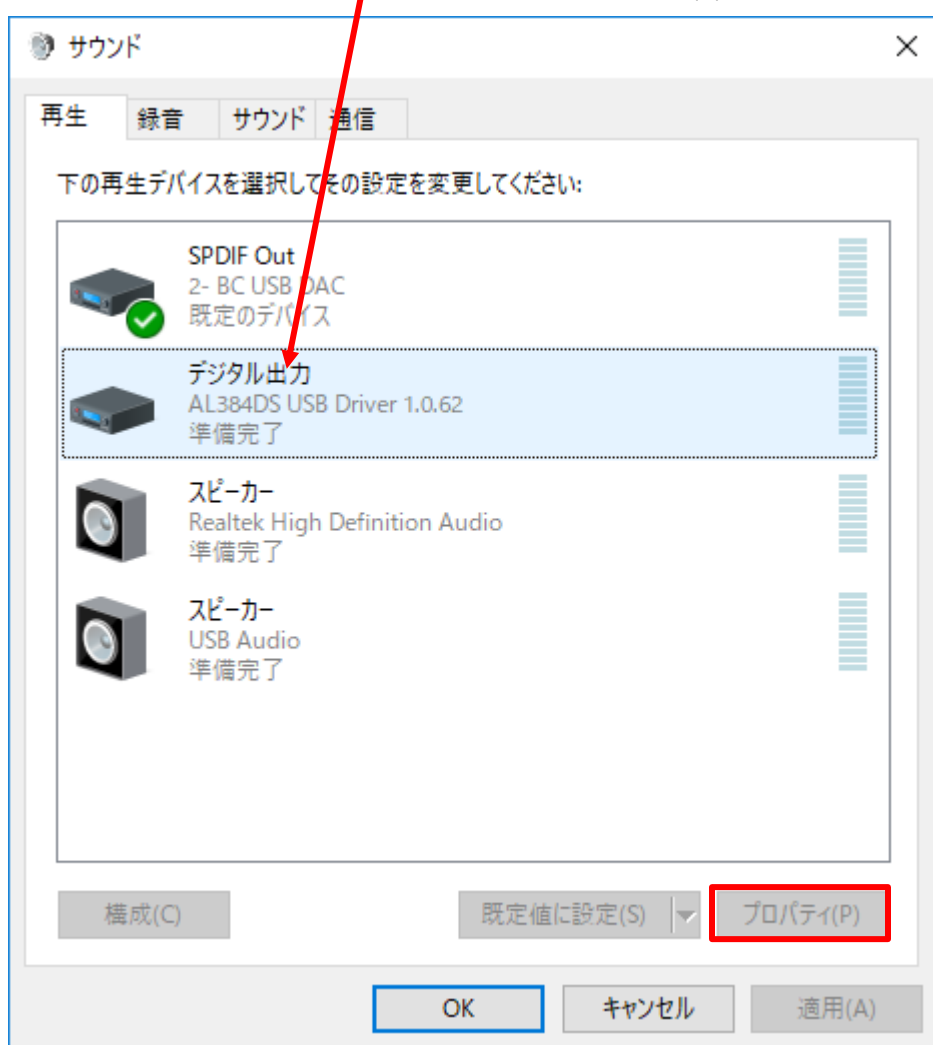 サウンド
再生 録音 サウンド 通信
下の再生デバイスを選択してその設定を変更してください:
SPDIF Out
2- BC USB DAC
既定のデバイス
デジタル出力
AL384DS USB Driver 1.0.62
準備完了
スピーカー
Realtek High Definition Audio
準備完了
スピーカー
USB Audio
準備完了
構成(C) 既定値に設定(S) プロパティ(P)
OK キャンセル 適用(A)